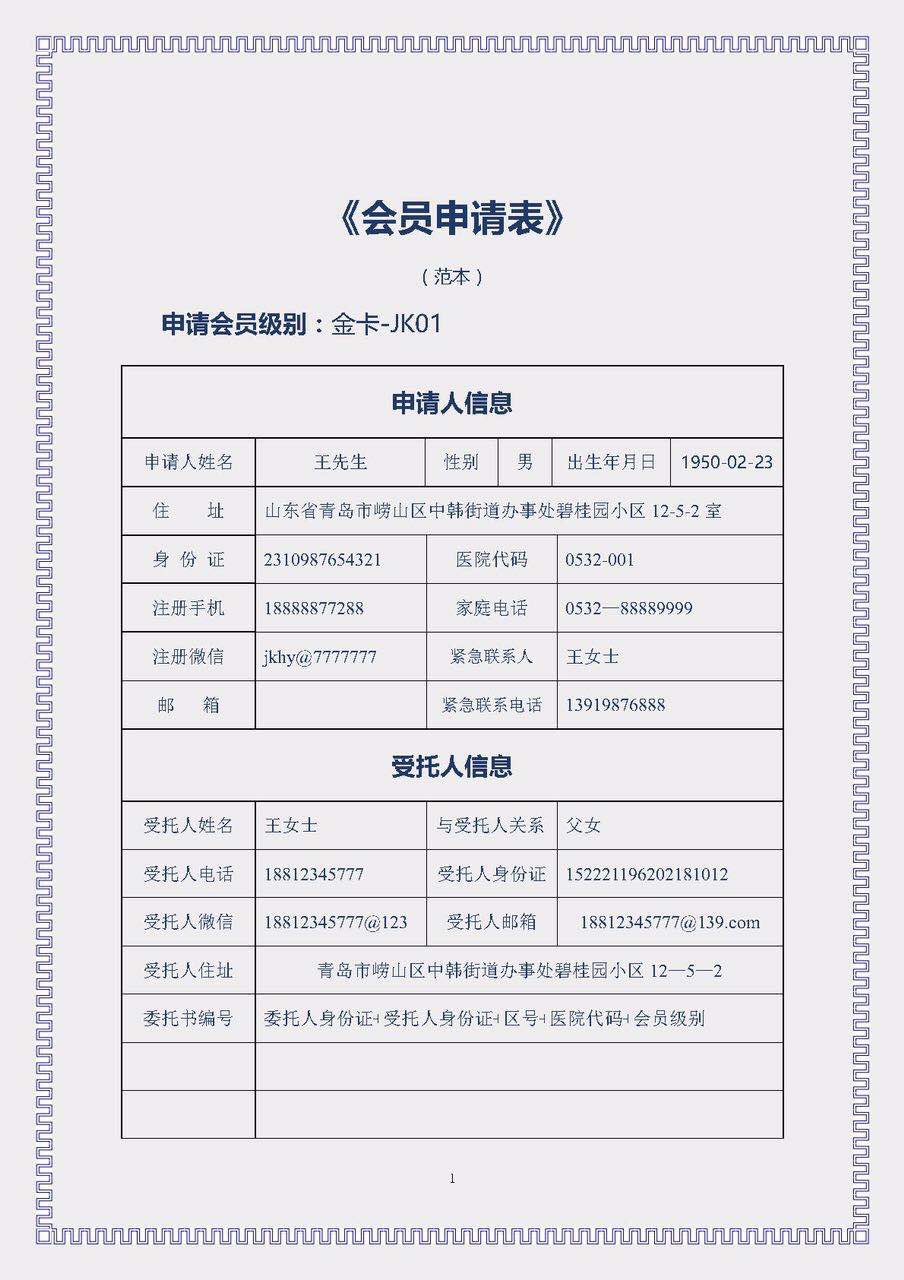 《会员申请表》
（范本）
申请会员级别：金卡-JK01
申请人信息
申请人姓名 王先生 性别 男 出生年月日 1950-02-23
住 址 山东省青岛市崂山区中韩街道办事处碧桂园小区 12-5-2 室
身 份 证 2310987654321 医院代码 0532-001
注册手机 18888877288 家庭电话 0532—88889999
注册微信 jkhy@7777777 紧急联系人 王女士
邮 箱 紧急联系电话 13919876888
受托人信息
受托人姓名 王女士 与受托人关系 父女
受托人电话 18812345777 受托人身份证 152221196202181012
受托人微信 18812345777@123 受托人邮箱 18812345777@139.com
受托人住址 青岛市崂山区中韩街道办事处碧桂园小区 12—5—2
委托书编号 委托人身份证+受托人身份证+区号+医院代码+会员级别
1